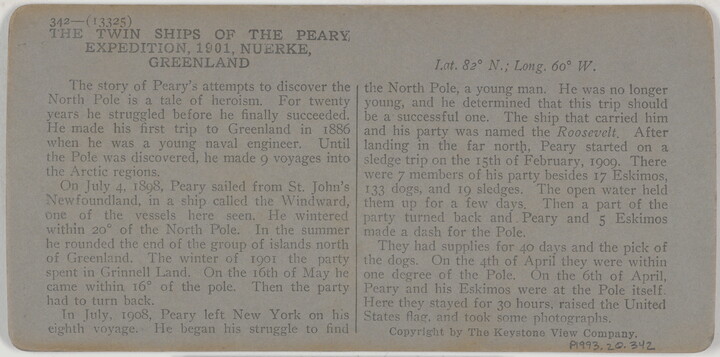 342—(13325)
THE TWIN SHIPS OF THE PEARY
EXPEDITION, 1901, NUERKE,
GREENLAND
Lat. 82° N.; Long. 60° W.
The story of Peary's attempts to discover the
North Pole is a tale of heroism. For twenty
years he struggled before he finally succeeded.
He made his first trip to Greenland in 1886
when he was a young naval engineer. Until
the Pole was discovered, he made 9 voyages into
the Arctic regions.
On July 4, 1898, Peary sailed from St. John's
Newfoundland, in a ship called the Windward,
one of the vessels here seen. He wintered
within 20° of the North Pole. In the summer
he rounded the end of the group of islands north
of Greenland. The winter of 1901 the party
spent in Grinnell Land. On the 16th of May he
came within 16° of the pole. Then the party
had to turn back.
In July, 1908, Peary left New York on his
eighth voyage. He began his struggle to find
the North Pole, a young man. He was no longer
young, and he determined that this trip should
be a successful one. The ship that carried him
and his party was named the Roosevelt. After
landing in the far north, Peary started on a
sledge trip on the 15th of February, 1909. There
were 7 members of his party besides 17 Eskimos,
133 dogs, and 19 sledges. The open water held
them up for a few days. Then a part of the
party turned back and Peary and 5 Eskimos
made a dash for the Pole.
They had supplies for 40 days and the pick of
the dogs. On the 4th of April they were within
one degree of the Pole. On the 6th of April,
Peary and his Eskimos were at the Pole itself.
Here they stayed for 30 hours, raised the United
States flag, and took some photographs.
Copyright by The Keystone View Company.
A1993.20.342